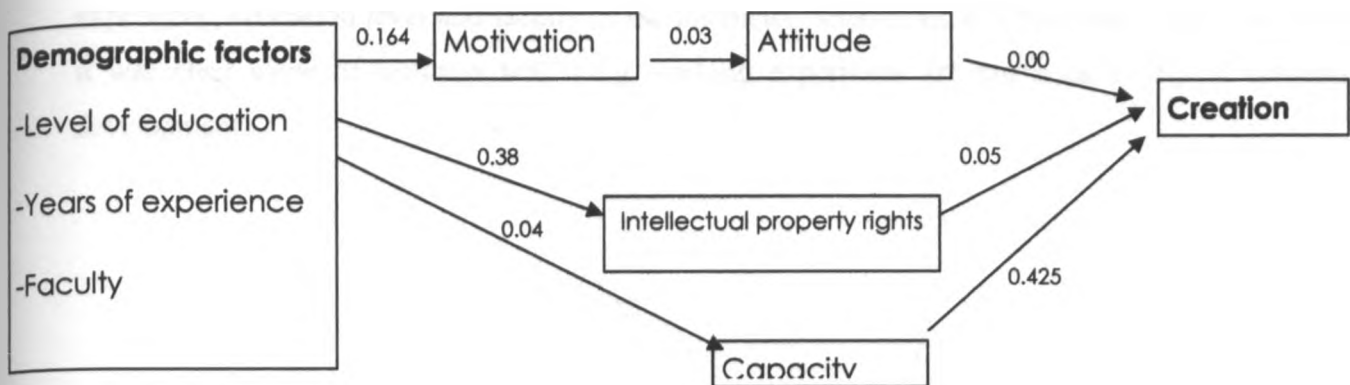 Demographic factors
-Level of education
-Years of experience
-Faculty
0.164
Motivation
0.03
Attitude
0.00
Creation
0.38
Intellectual property rights
0.05
0.04
Capacity
0.425